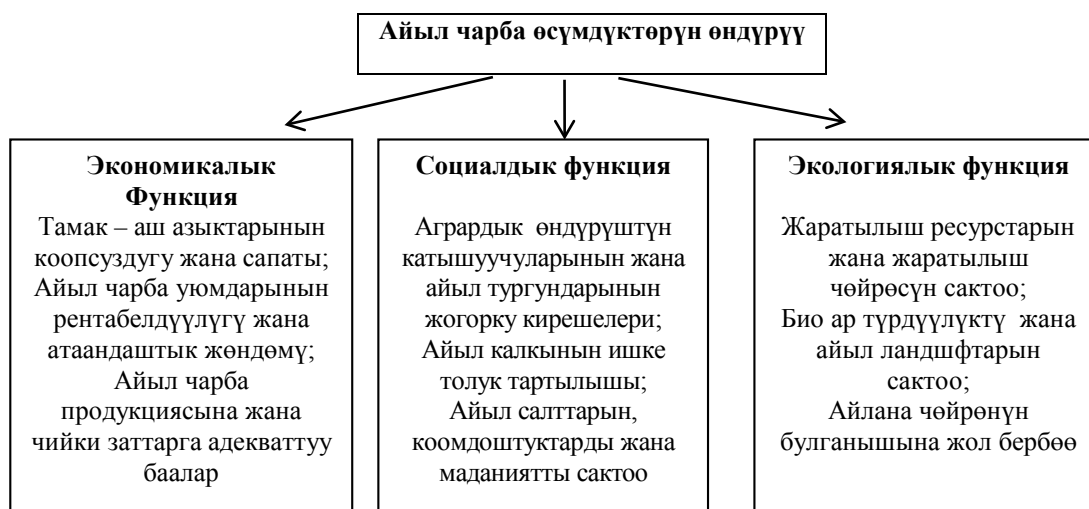 Айыл чарба өсүмдүктөрүн өндүрүү
Экономикалык
Функция
Тамак – аш азыктарынын
коопсуздугу жана сапаты;
Айыл чарба уюмдарынын
рентабелдүүлүгү жана
атаандаштык жөндөмү;
Айыл чарба
продукциясына жана
чийки заттарга адекваттуу
баалар
Социалдык функция
Агрардык өндүрүштүн
катышуучуларынын жана
айыл тургундарынын
жогорку кирешелери;
Айыл калкынын ишке
толук тартылышы;
Айыл салттарын,
коомдоштуктарды жана
маданиятты сактоо
Экологиялык функция
Жаратылыш ресурстарын
жана жаратылыш
чөйрөсүн сактоо;
Био ар түрдүүлүктү жана
айыл ландшфтарын
сактоо;
Айлана чөйрөнүн
булганышына жол бербөө